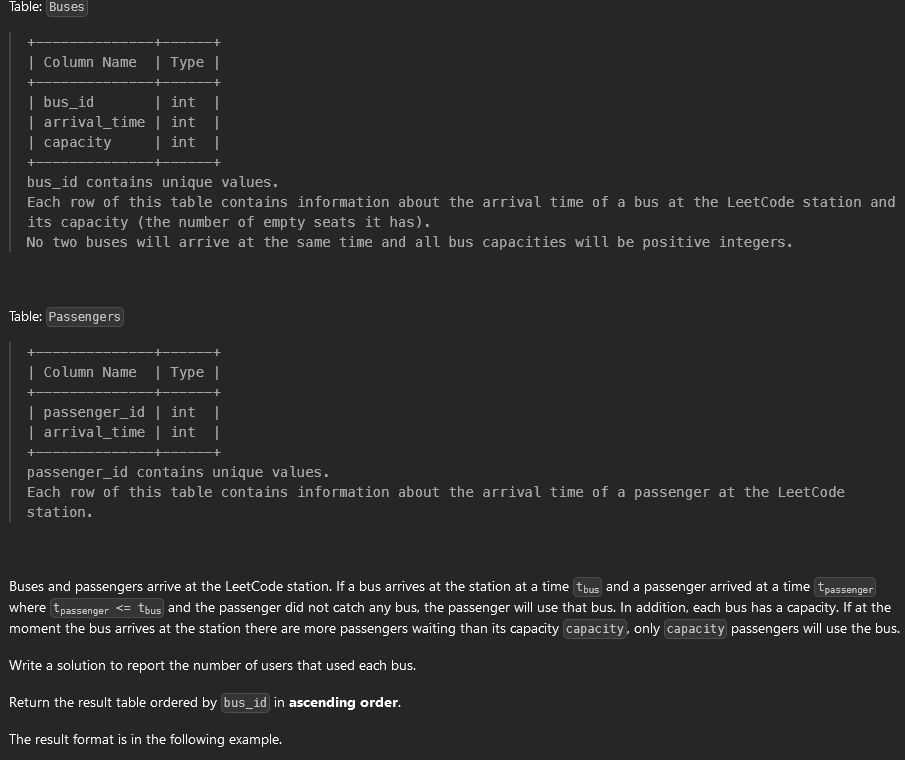 Table: Buses
+--------------+------+
| Column Name  | Type |
+--------------+------+
| bus_id       | int  |
| arrival_time | int  |
| capacity     | int  |
+--------------+------+
bus_id contains unique values.
Each row of this table contains information about the arrival time of a bus at the LeetCode station and
its capacity (the number of empty seats it has).
No two buses will arrive at the same time and all bus capacities will be positive integers.
Table: Passengers
+--------------+------+
| Column Name  | Type |
+--------------+------+
| passenger_id | int  |
| arrival_time | int  |
+--------------+------+
passenger_id contains unique values.
Each row of this table contains information about the arrival time of a passenger at the LeetCode
station.
Buses and passengers arrive at the LeetCode station. If a bus arrives at the station at a time tbus and a passenger arrived at a time tpassenger
where tpassenger <= tbus and the passenger did not catch any bus, the passenger will use that bus. In addition, each bus has a capacity. If at the
moment the bus arrives at the station there are more passengers waiting than its capacity capacity, only capacity passengers will use the bus.
Write a solution to report the number of users that used each bus.
Return the result table ordered by bus_id in ascending order.
The result format is in the following example.